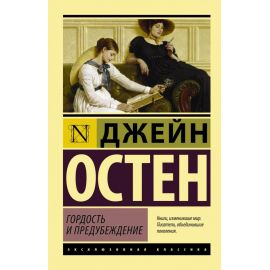 N
ДЖЕЙН
ОСТЕН
ГОРДОСТЬ
И ПРЕДУБЕЖДЕНИЕ
Книги, изменившие мир.
Писатели, объединившие
поколения.
ЭКСКЛЮЗИВНАЯ КЛАССИКА